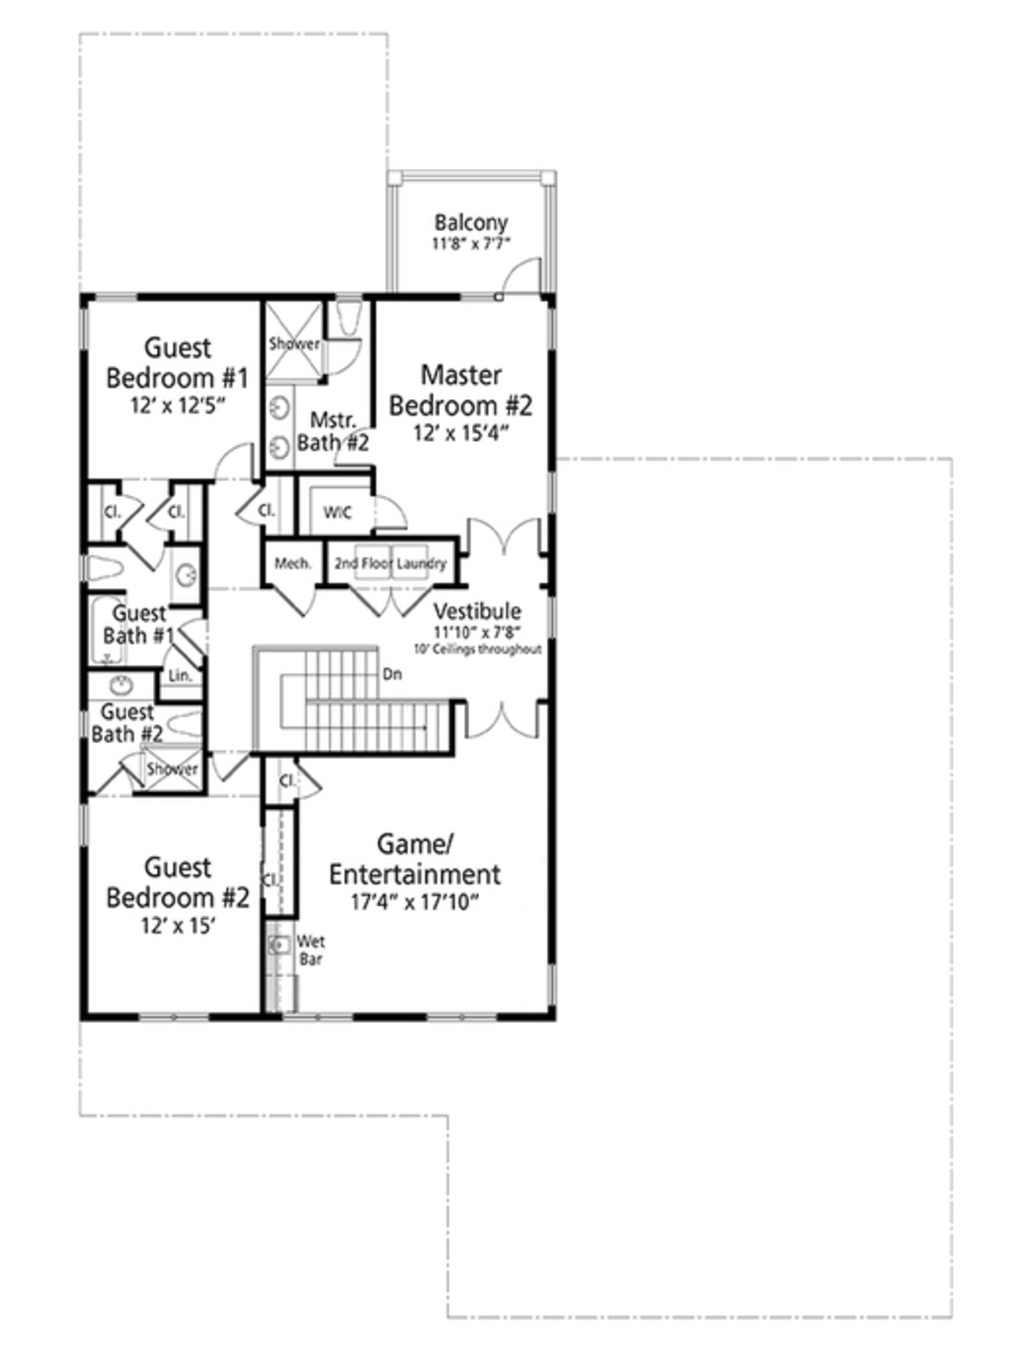 Balcony
11'8" x 7'7"
Guest
Bedroom #1
12' x 12'5"
Shower
Mstr.
Bath #2
Master
Bedroom #2
12' x 15'4"
Cl.
Cl.
Cl.
WIC
Mech.
2nd Floor Laundry
Guest
Bath #1
Vestibule
11'10" x 7'8"
10' Ceilings throughout
Lin.
Dn
Guest
Bath #2
Shower
Cl.
Game/
Entertainment
17'4" x 17'10"
Guest
Bedroom #2
12' x 15'
Cl.
Wet
Bar